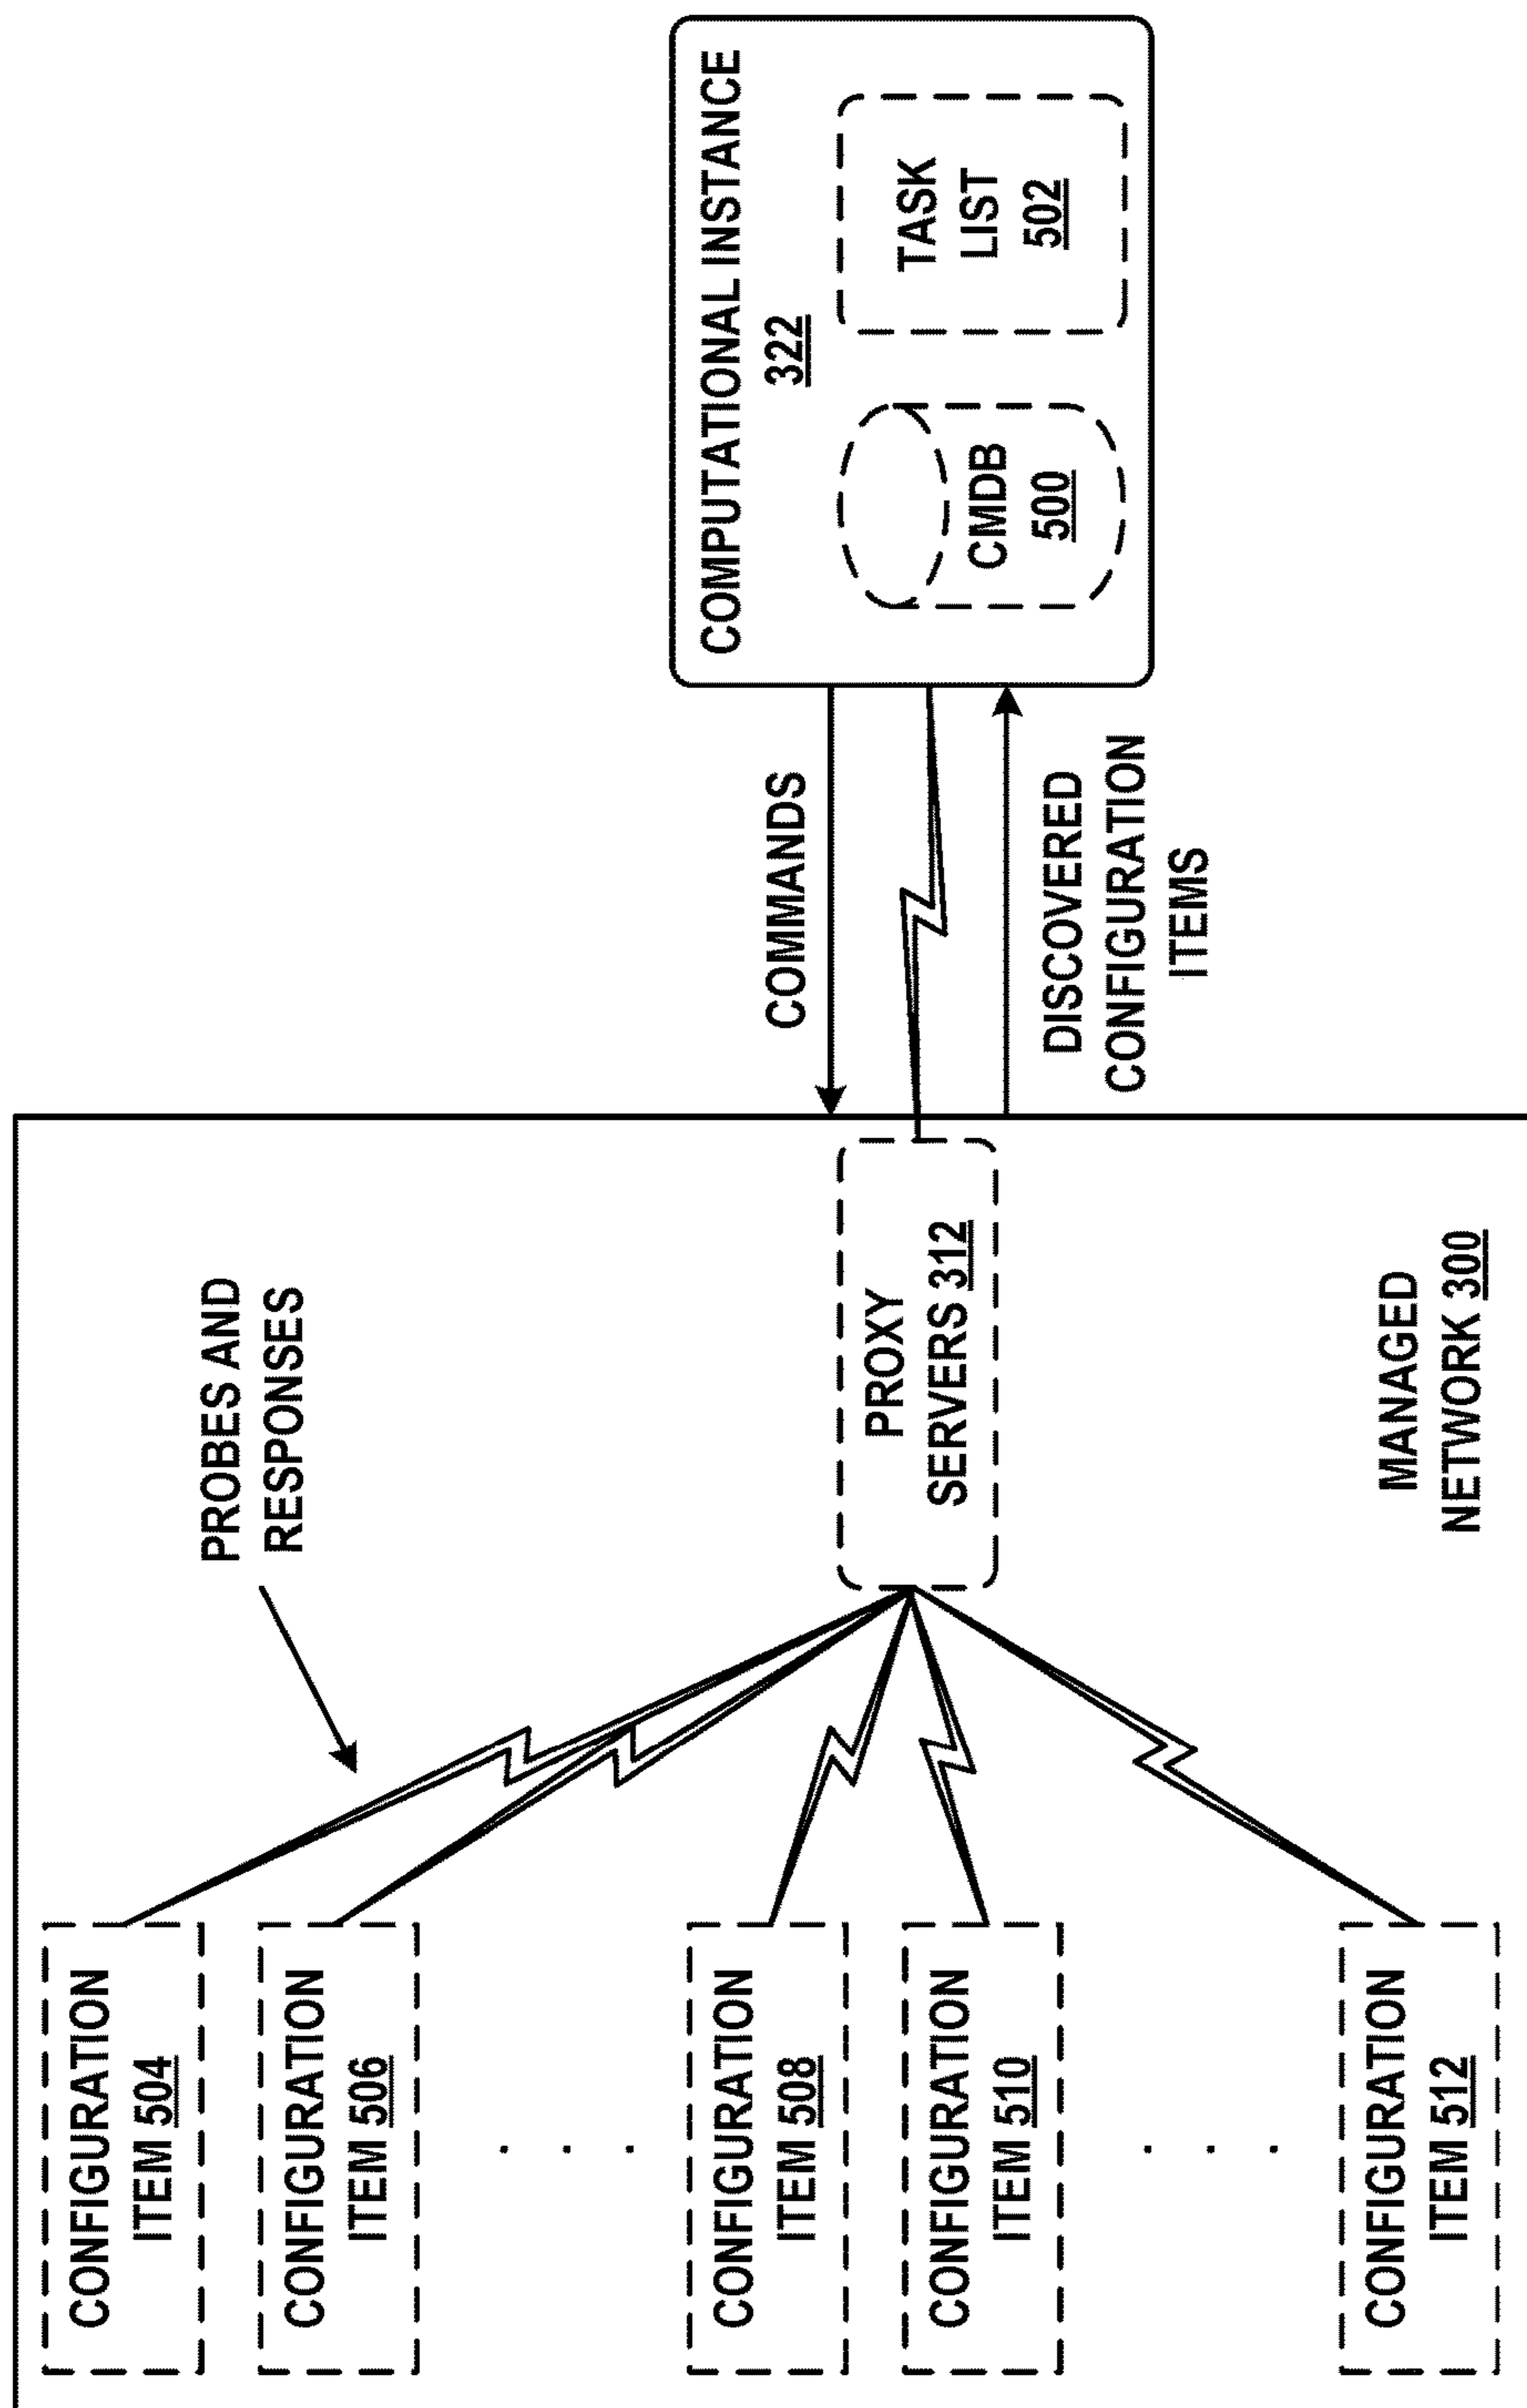 COMPUTATIONAL INSTANCE
322
CMDB
500
TASK
LIST
502
COMMANDS
DISCOVERED
CONFIGURATION
ITEMS
PROBES AND
RESPONSES
PROXY
SERVERS 312
MANAGED
NETWORK 300
CONFIGURATION
ITEM 504
CONFIGURATION
ITEM 506
. . .
CONFIGURATION
ITEM 508
CONFIGURATION
ITEM 510
. . .
CONFIGURATION
ITEM 512